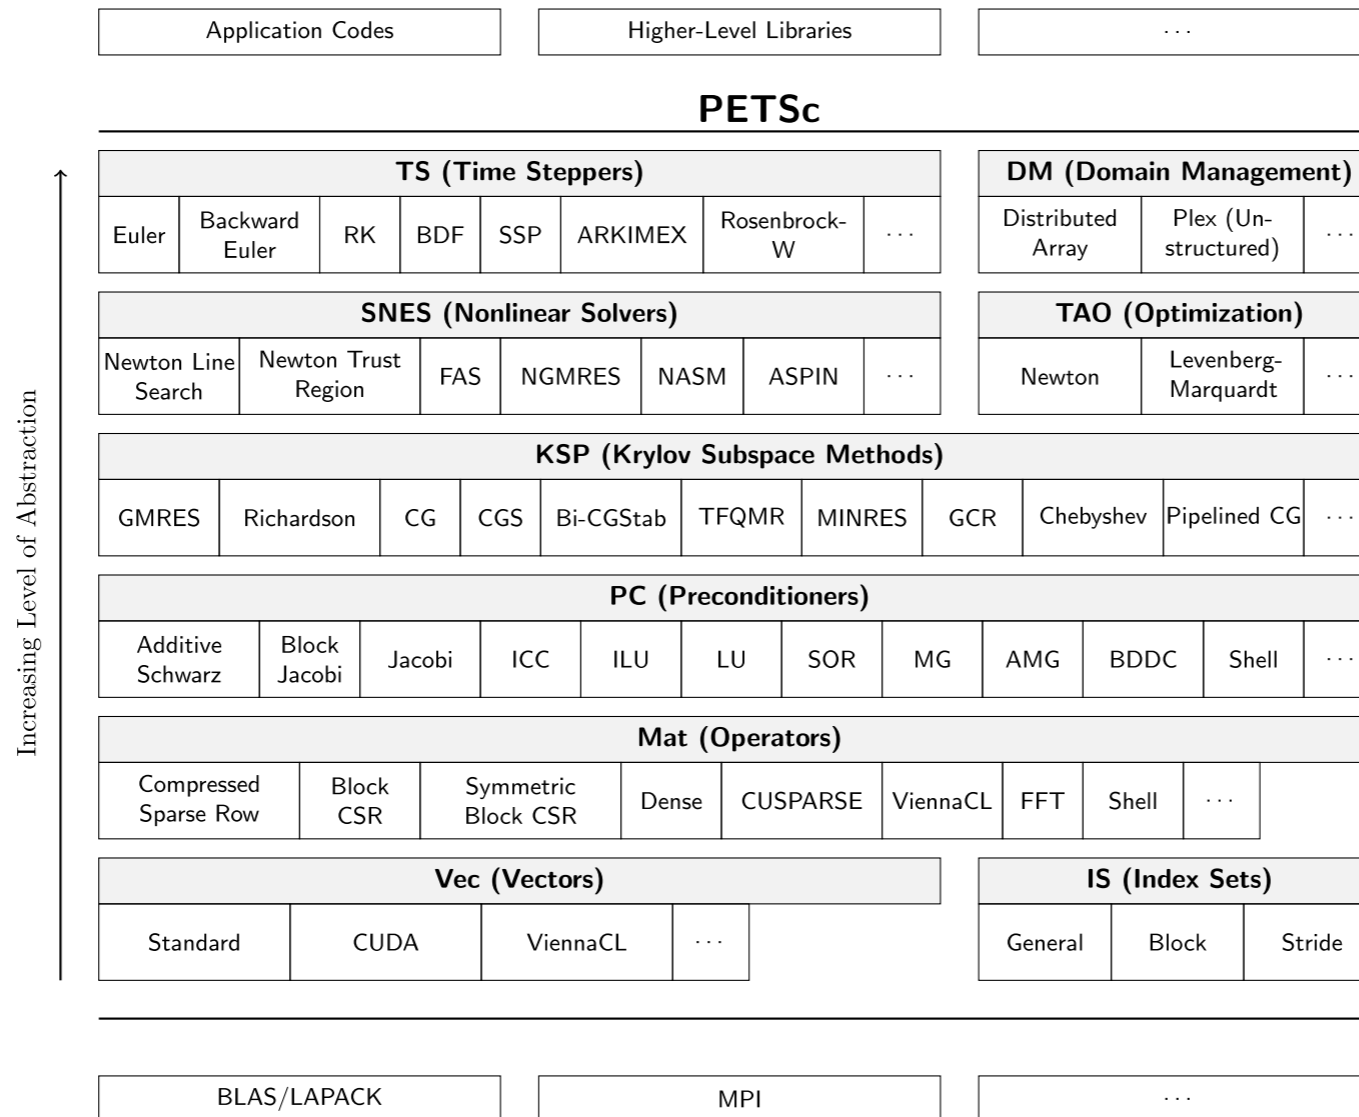 Application Codes
Higher-Level Libraries
...
PETSc
Increasing Level of Abstraction
TS (Time Steppers)
Euler
Backward
Euler
RK
BDF
SSP
ARKIMEX
Rosenbrock-
W
...
DM (Domain Management)
Distributed
Array
Plex (Un-
structured)
...
SNES (Nonlinear Solvers)
Newton Line
Search
Newton Trust
Region
FAS
NGMRES
NASM
ASPIN
...
TAO (Optimization)
Newton
Levenberg-
Marquardt
...
KSP (Krylov Subspace Methods)
GMRES
Richardson
CG
CGS
Bi-CGStab
TFQMR
MINRES
GCR
Chebyshev
Pipelined CG
...
PC (Preconditioners)
Additive
Schwarz
Block
Jacobi
Jacobi
ICC
ILU
LU
SOR
MG
AMG
BDDC
Shell
...
Mat (Operators)
Compressed
Sparse Row
Block
CSR
Symmetric
Block CSR
Dense
CUSPARSE
ViennaCL
FFT
Shell
...
Vec (Vectors)
Standard
CUDA
ViennaCL
...
IS (Index Sets)
General
Block
Stride
BLAS/LAPACK
MPI
...